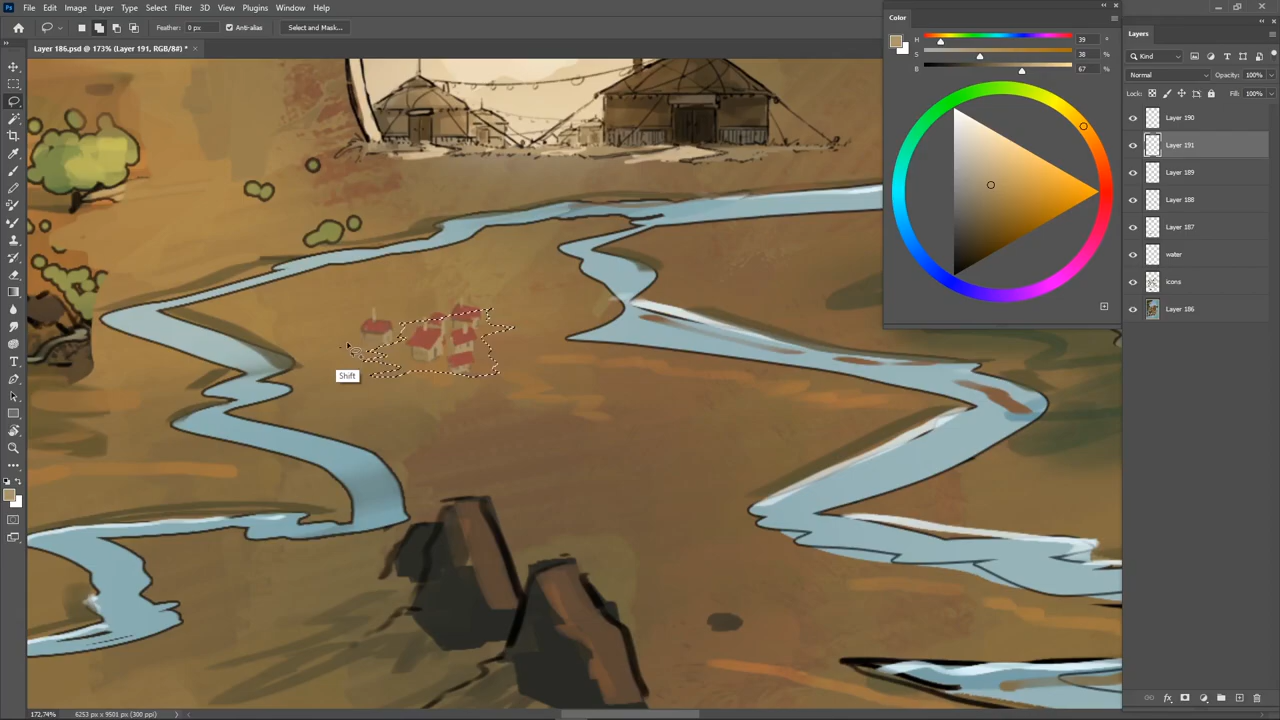 Ps File Edit Image Layer Type Select Filter 3D View Plugins Window Help
Feather: 0 px Anti-alias Select and Mask...
Layer 186.psd @ 173% (Layer 191, RGB/8#) *
Color
H 39 °
S 38 %
B 67 %
Layers
Kind
Normal Opacity: 100%
Lock: Fill: 100%
Layer 190
Layer 191
Layer 189
Layer 188
Layer 187
water
icons
Layer 186
Shift
172,74% 6253 px x 9501 px (300 ppi)